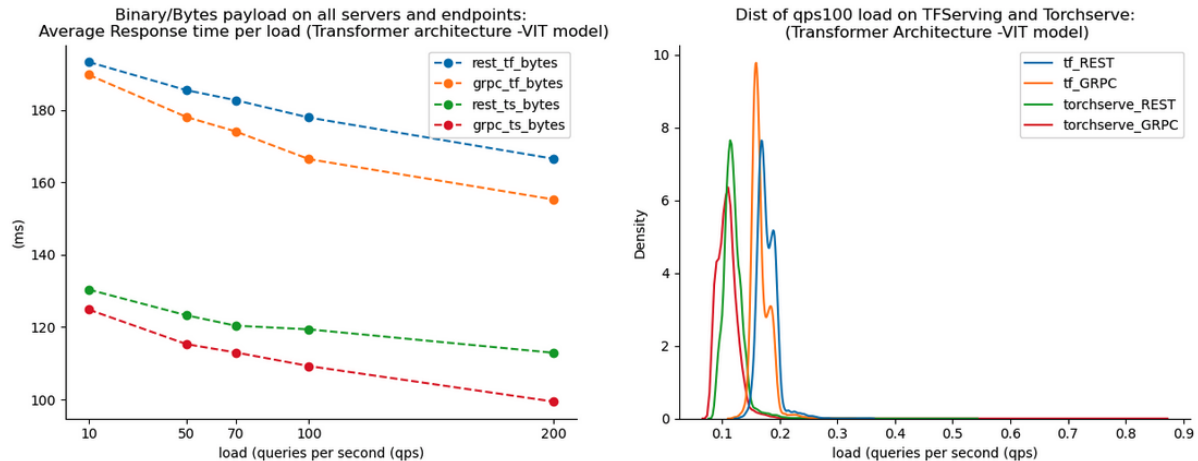 Binary/Bytes payload on all servers and endpoints:
Average Response time per load (Transformer architecture -VIT model)
rest_tf_bytes
grpc_tf_bytes
rest_ts_bytes
grpc_ts_bytes
(ms)
180
160
140
120
100
10
50
70
100
200
load (queries per second (qps)
Dist of qps100 load on TFServing and Torchserve:
(Transformer Architecture -VIT model)
tf_REST
tf_GRPC
torchserve_REST
torchserve_GRPC
Density
10
8
6
4
2
0
0.1
0.2
0.3
0.4
0.5
0.6
0.7
0.8
0.9
load (queries per second (qps)